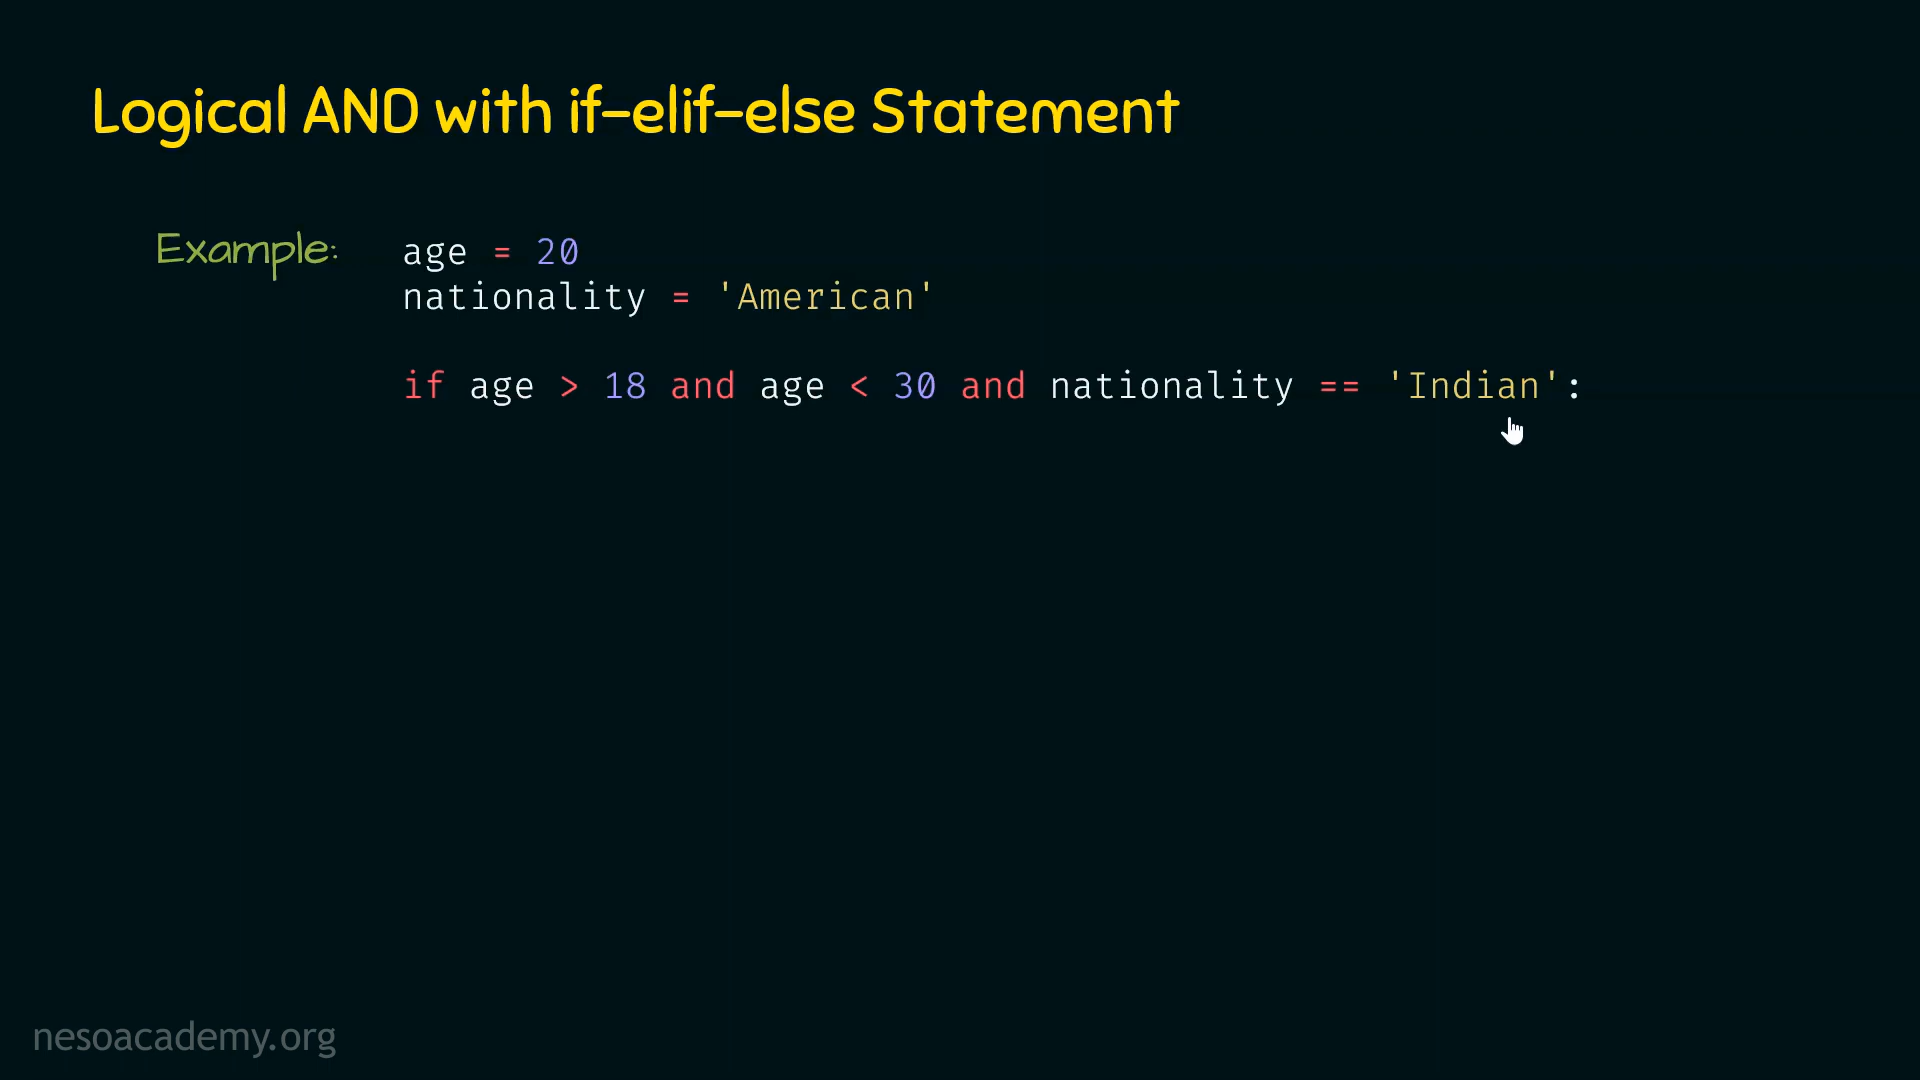 Logical AND with if-elif-else Statement
Example: age = 20
nationality = 'American'
if age > 18 and age < 30 and nationality == 'Indian':
nesoacademy.org